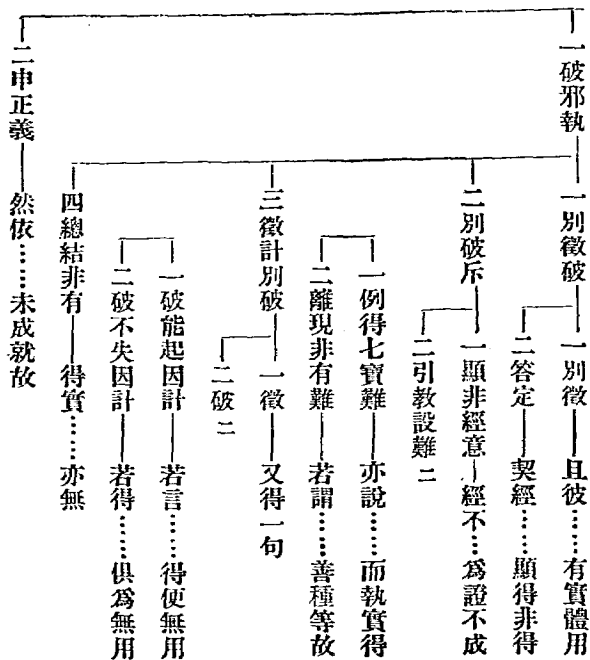 一破邪執
一別徵破
一別徵
且彼……有實體用
二答定
契經……顯得非得
二別破斥
一顯非經意
經不…爲證不成
二引教設難 二
一例得七寶難
亦說……而執實得
二離現非有難
若謂……善種等故
三徵計別破
一徵
又得一句
二破 二
一破能起因計
若言……得便無用
二破不失因計
若得……俱爲無用
四總結非有
得實……亦無
二申正義
然依……未成就故